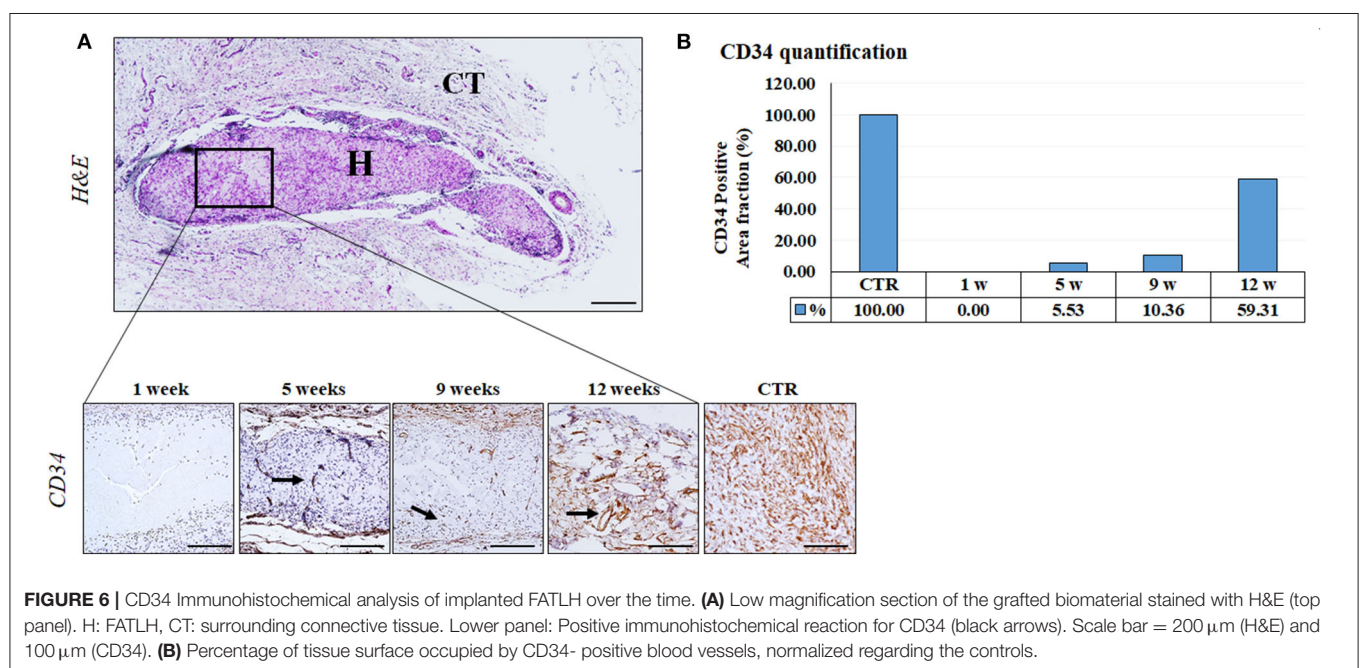 A
B
CD34 quantification
H&E
CT
H
CD34 Positive
Area fraction (%)
120.00
100.00
80.00
60.00
40.00
20.00
0.00
CTR 1 w 5 w 9 w 12 w
% 100.00 0.00 5.53 10.36 59.31
1 week 5 weeks 9 weeks 12 weeks CTR
CD34
FIGURE 6 | CD34 Immunohistochemical analysis of implanted FATLH over the time. (A) Low magnification section of the grafted biomaterial stained with H&E (top
panel). H: FATLH, CT: surrounding connective tissue. Lower panel: Positive immunohistochemical reaction for CD34 (black arrows). Scale bar = 200 μm (H&E) and
100 μm (CD34). (B) Percentage of tissue surface occupied by CD34- positive blood vessels, normalized regarding the controls.